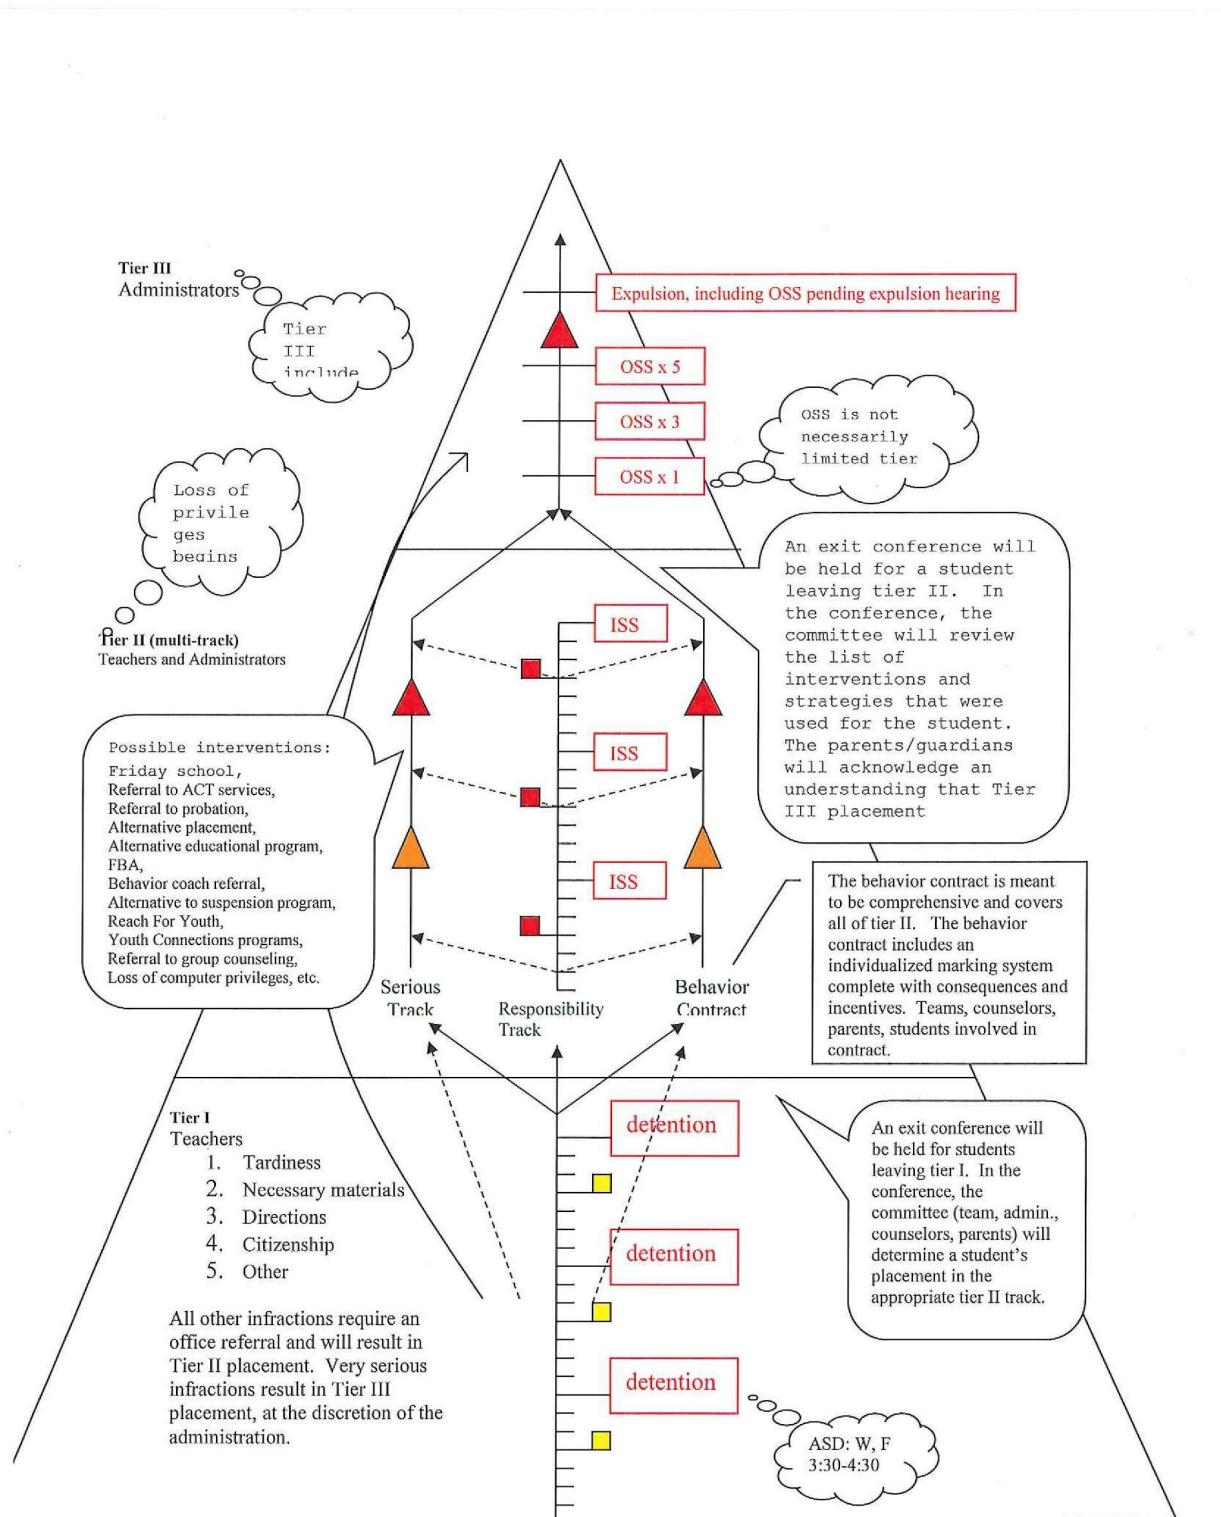 Tier III
Administrators
Tier
III
include
Expulsion, including OSS pending expulsion hearing
OSS x 5
OSS x 3
OSS x 1
OSS is not
necessarily
limited tier
Loss of
privile
ges
begins
Tier II (multi-track)
Teachers and Administrators
An exit conference will
be held for a student
leaving tier II. In
the conference, the
committee will review
the list of
interventions and
strategies that were
used for the student.
The parents/guardians
will acknowledge an
understanding that Tier
III placement
ISS
ISS
ISS
Possible interventions:
Friday school,
Referral to ACT services,
Referral to probation,
Alternative placement,
Alternative educational program,
FBA,
Behavior coach referral,
Alternative to suspension program,
Reach For Youth,
Youth Connections programs,
Referral to group counseling,
Loss of computer privileges, etc.
Serious
Track
Responsibility
Track
Behavior
Contract
The behavior contract is meant
to be comprehensive and covers
all of tier II. The behavior
contract includes an
individualized marking system
complete with consequences and
incentives. Teams, counselors,
parents, students involved in
contract.
Tier I
Teachers
1. Tardiness
2. Necessary materials
3. Directions
4. Citizenship
5. Other
All other infractions require an
office referral and will result in
Tier II placement. Very serious
infractions result in Tier III
placement, at the discretion of the
administration.
detention
detention
detention
An exit conference will
be held for students
leaving tier I. In the
conference, the
committee (team, admin.,
counselors, parents) will
determine a student's
placement in the
appropriate tier II track.
ASD: W, F
3:30-4:30